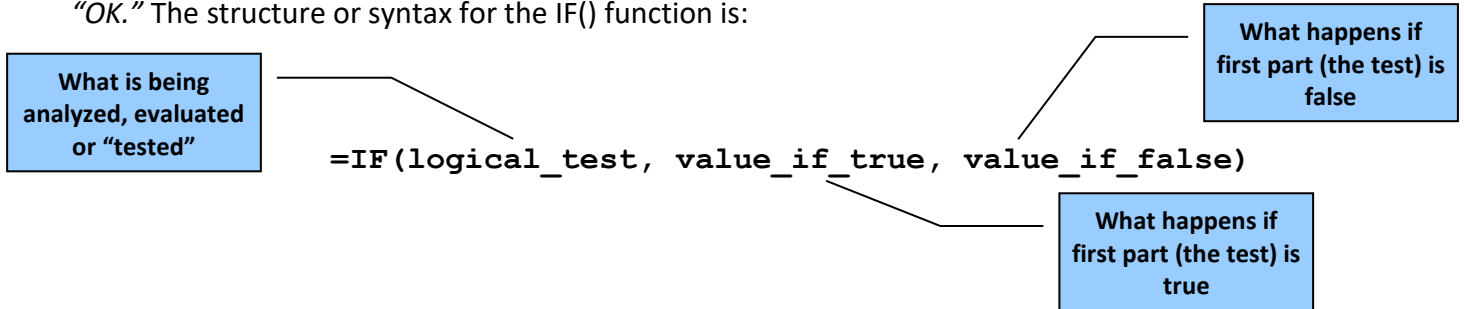 “OK.” The structure or syntax for the IF() function is:
What happens if
first part (the test) is
false
What is being
analyzed, evaluated
or “tested”
=IF(logical_test, value_if_true, value_if_false)
What happens if
first part (the test) is
true